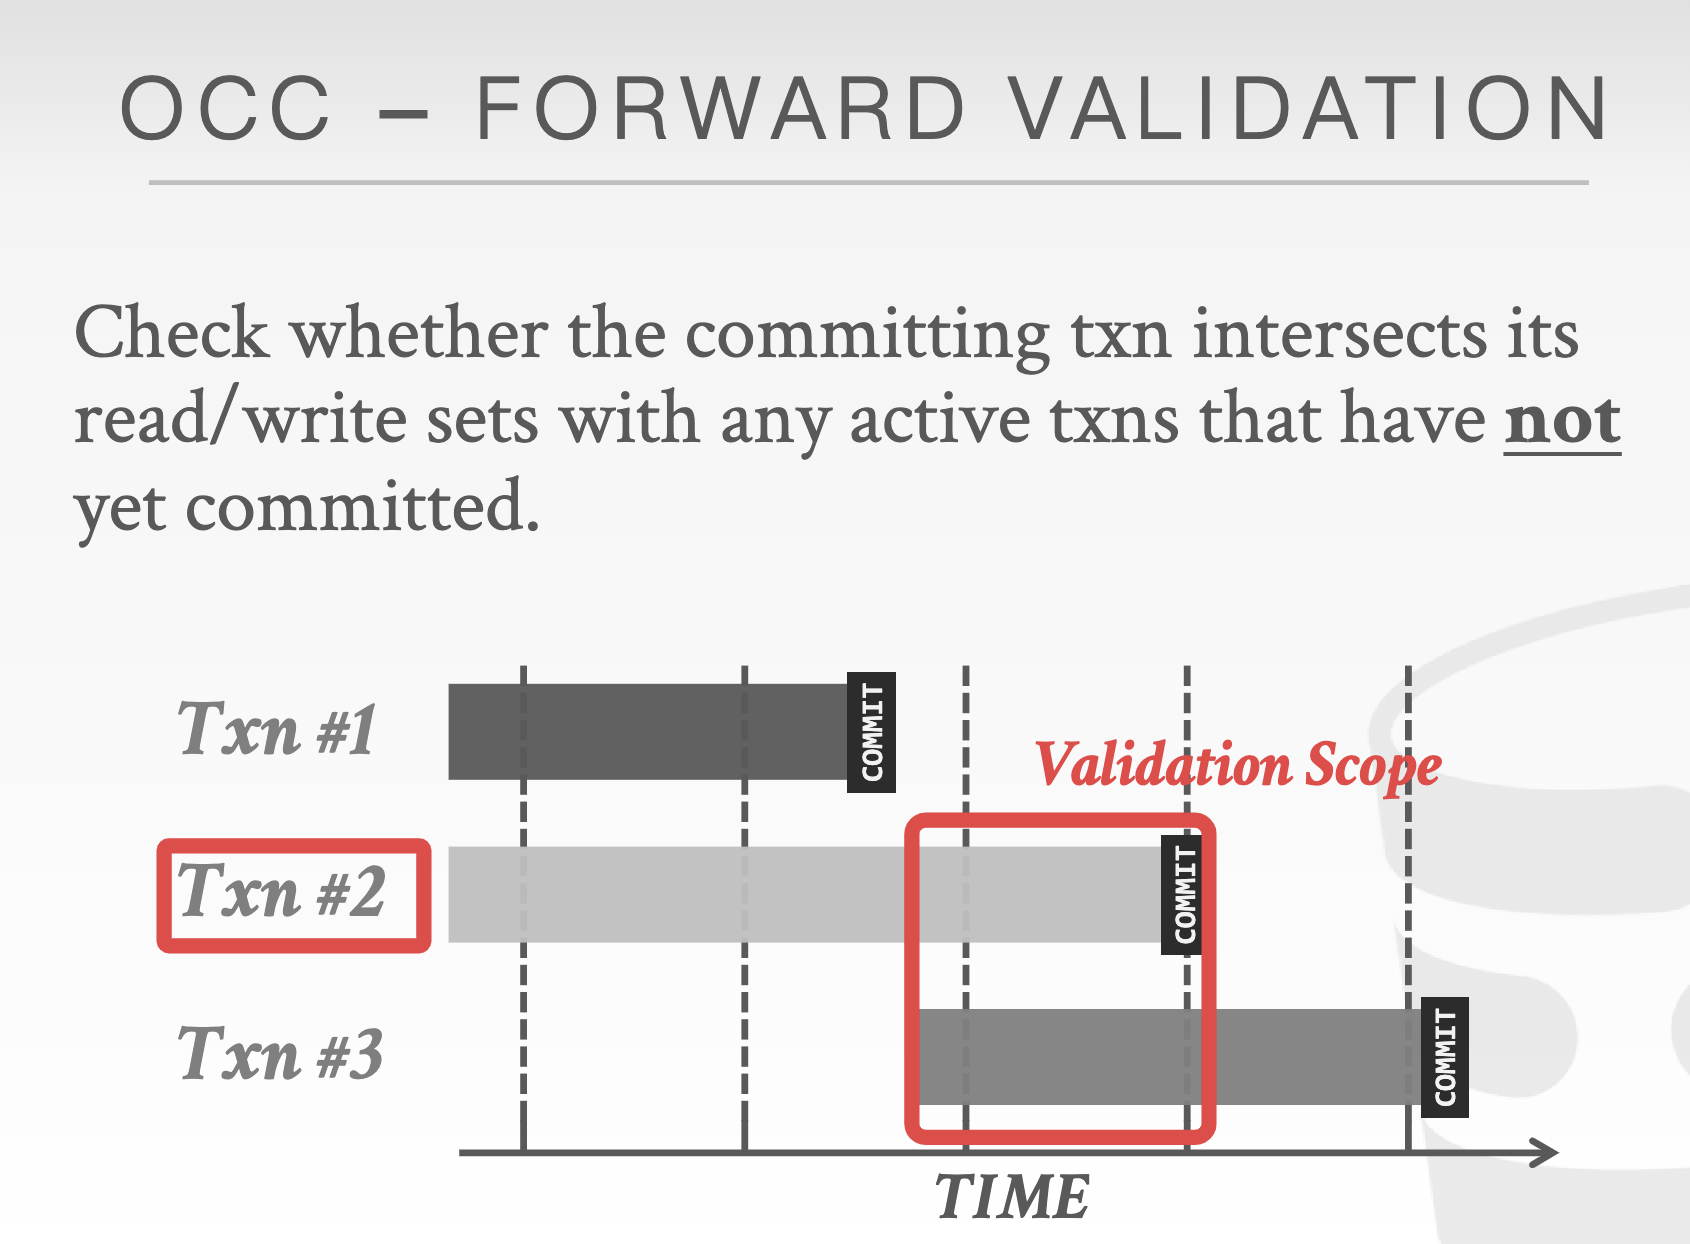 OCC – FORWARD VALIDATION
Check whether the committing txn intersects its
read/write sets with any active txns that have not
yet committed.
Txn #1
COMMIT
Validation Scope
Txn #2
COMMIT
Txn #3
COMMIT
TIME